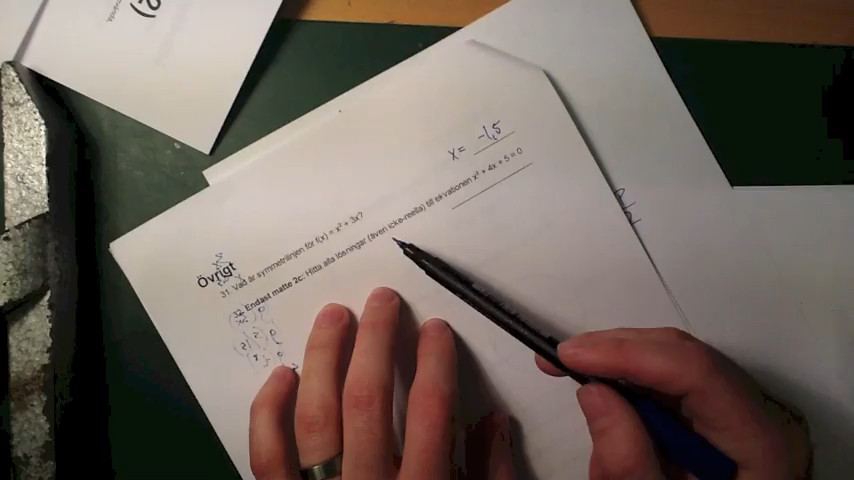 Övrigt
x = -1,5
31. Vad är symmetrilinjen för f(x) = x² + 3x?
32. Endast matte 2c: Hitta alla lösningar (även icke-reella) till ekvationen x² + 4x + 5 = 0